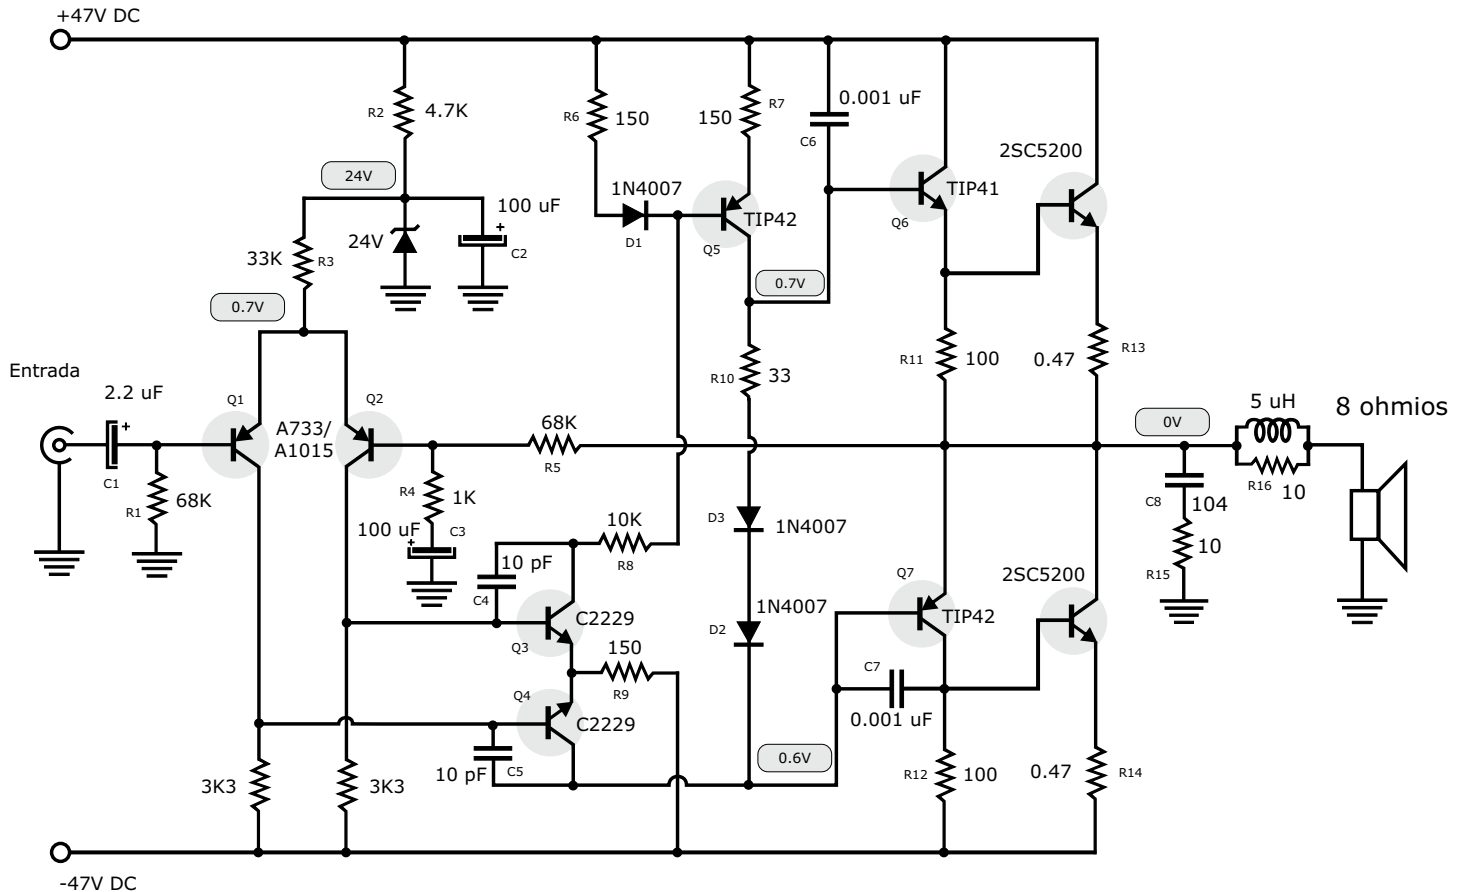 +47V DC
R2
4.7K
24V
100 uF
+
C2
24V
33K
R3
0.7V
R6
150
150
R7
0.001 uF
C6
1N4007
D1
TIP42
Q5
0.7V
2SC5200
TIP41
Q6
R10
33
R11
100
0.47
R13
Entrada
2.2 uF
+
C1
Q1
Q2
A733/
A1015
R1
68K
68K
R5
R4
1K
100 uF
C3
+
0V
5 uH
R16
10
8 ohmios
C8
104
R15
10
10K
R8
10 pF
C4
C2229
Q3
150
R9
Q4
C2229
10 pF
C5
D3
1N4007
1N4007
D2
0.6V
Q7
TIP42
2SC5200
C7
0.001 uF
R12
100
0.47
R14
3K3
3K3
-47V DC